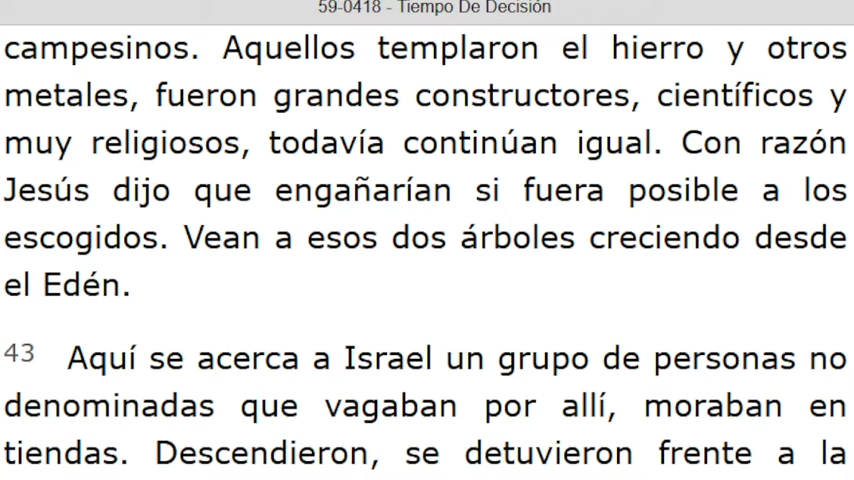 59-0418 - Tiempo De Decisión
campesinos. Aquellos templaron el hierro y otros
metales, fueron grandes constructores, científicos y
muy religiosos, todavía continúan igual. Con razón
Jesús dijo que engañarían si fuera posible a los
escogidos. Vean a esos dos árboles creciendo desde
el Edén.
43 Aquí se acerca a Israel un grupo de personas no
denominadas que vagaban por allí, moraban en
tiendas. Descendieron, se detuvieron frente a la